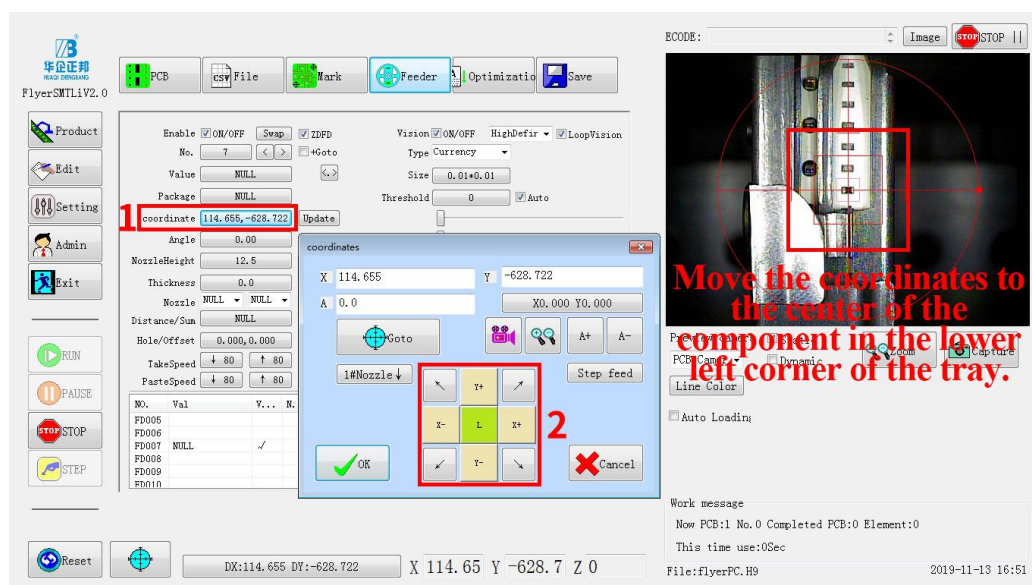 华企正邦
HUAQI ZHENGBANG
FlyerSMTLiV2.0
PCB
CSV File
Mark
Feeder
Optimizatio
Save
ECODE:
Image
STOP STOP ||
Product
Edit
Setting
Admin
Exit
RUN
PAUSE
STOP STOP
STEP
Reset
Enable ON/OFF Swap ZDFD
No. 7 < > +Goto
Value NULL <.>
Package NULL
1 coordinate 114.655,-628.722 Update
Angle 0.00
NozzleHeight 12.5
Thickness 0.0
Nozzle NULL NULL
Distance/Sum NULL
Hole/Offset 0.000,0.000
TakeSpeed ↓ 80 ↑ 80
PasteSpeed ↓ 80 ↑ 80
Vision ON/OFF HighDefir LoopVision
Type Currency
Size 0.01*0.01
Threshold 0 Auto
NO. Val V... N.
FD005
FD006
FD007 NULL √
FD008
FD009
FD010
coordinates
X 114.655 Y -628.722
A 0.0 X0.000 Y0.000
Goto A+ A-
1#Nozzle↓ Step feed
↖ Y+ ↗
X- L X+ 2
↙ Y- ↘
OK Cancel
Move the coordinates to
the center of the
component in the lower
left corner of the tray.
PCB Camer
Dynamic
Zoom
Capture
Line Color
Auto Loading
Work message
Now PCB:1 No.0 Completed PCB:0 Element:0
This time use:0Sec
DX:114.655 DY:-628.722 X 114.65 Y -628.7 Z 0
File:flyerPC.H9 2019-11-13 16:51